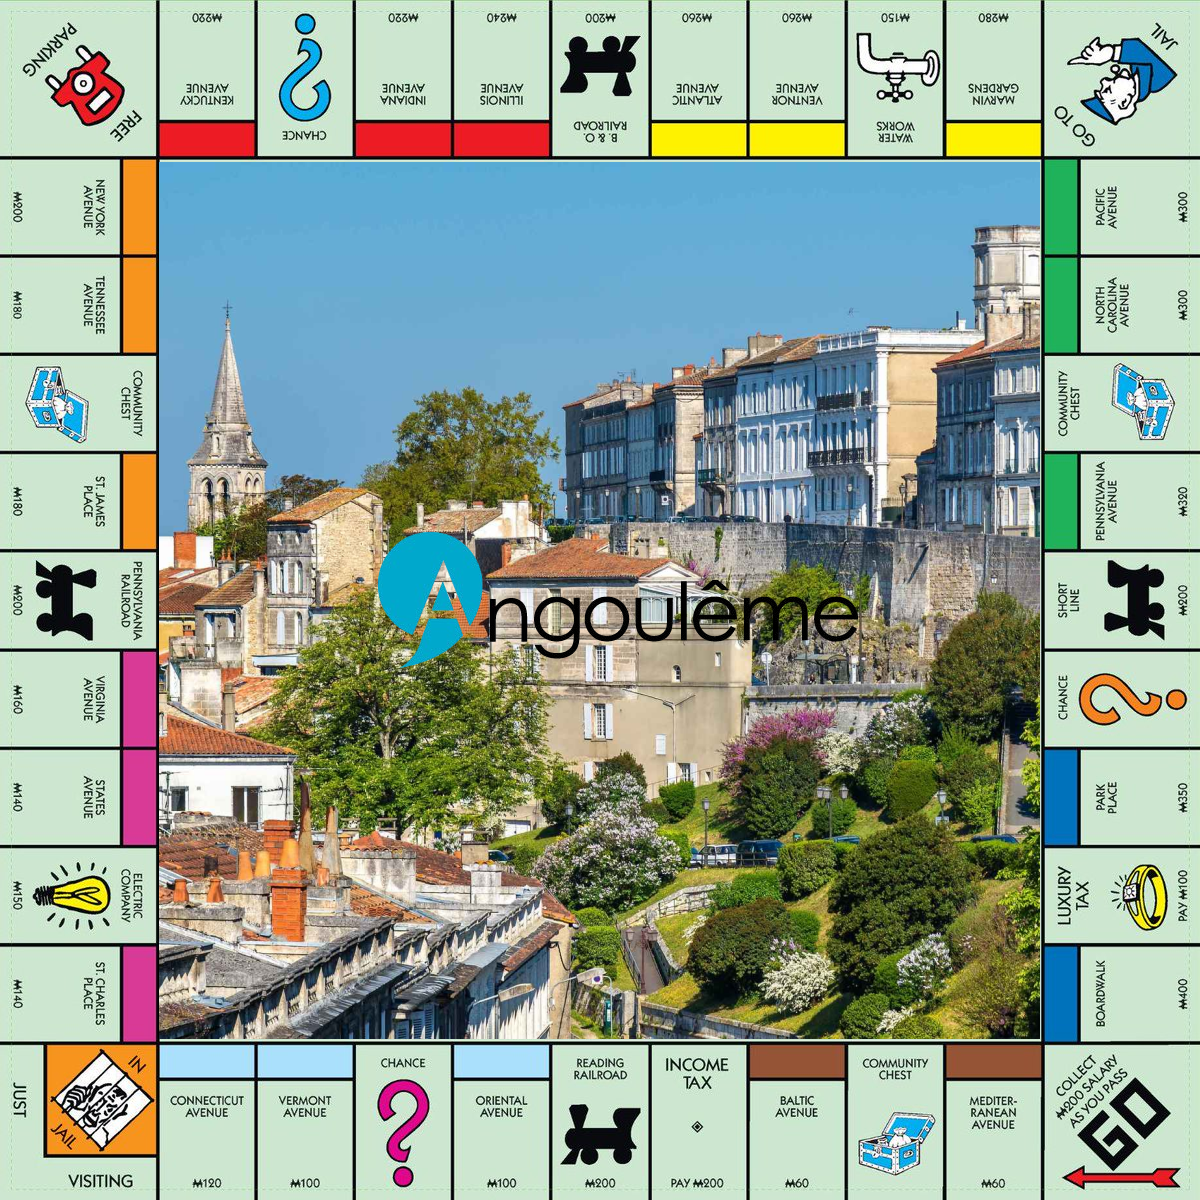 FREE
PARKING
KENTUCKY
AVENUE
₩220
CHANCE
INDIANA
AVENUE
₩220
ILLINOIS
AVENUE
₩240
B. & O.
RAILROAD
₩200
ATLANTIC
AVENUE
₩260
VENTNOR
AVENUE
₩260
WATER
WORKS
₩150
MARVIN
GARDENS
₩280
GO TO
JAIL
NEW YORK
AVENUE
₩200
TENNESSEE
AVENUE
₩180
COMMUNITY
CHEST
ST. JAMES
PLACE
₩180
PENNSYLVANIA
RAILROAD
₩200
VIRGINIA
AVENUE
₩160
STATES
AVENUE
₩140
ELECTRIC
COMPANY
₩150
ST. CHARLES
PLACE
₩140
Angoulême
PACIFIC
AVENUE
₩300
NORTH
CAROLINA
AVENUE
₩300
COMMUNITY
CHEST
PENNSYLVANIA
AVENUE
₩320
SHORT
LINE
₩200
CHANCE
PARK
PLACE
₩350
LUXURY
TAX
PAY ₩100
BOARDWALK
₩400
JUST
VISITING
IN
JAIL
CONNECTICUT
AVENUE
₩120
VERMONT
AVENUE
₩100
CHANCE
ORIENTAL
AVENUE
₩100
READING
RAILROAD
₩200
INCOME
TAX
PAY ₩200
BALTIC
AVENUE
₩60
COMMUNITY
CHEST
MEDITER-
RANEAN
AVENUE
₩60
COLLECT
₩200 SALARY
AS YOU PASS
GO